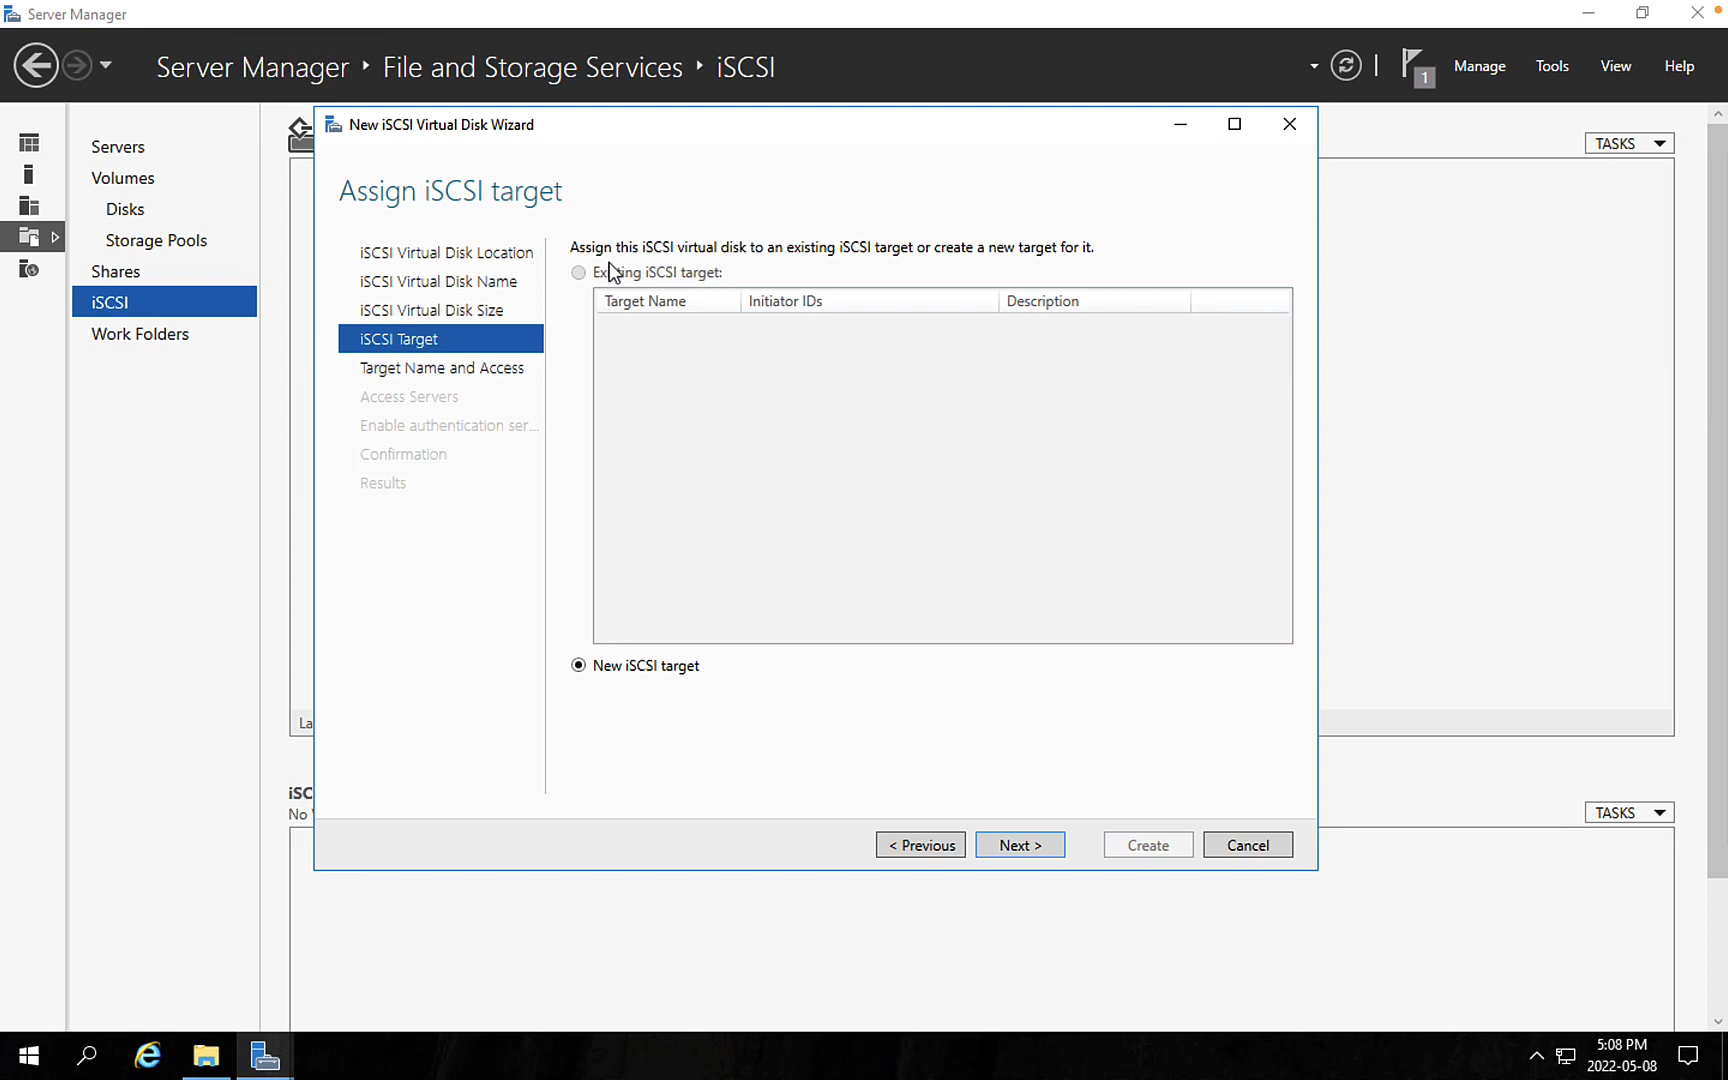 Server Manager
Server Manager ‣ File and Storage Services ‣ iSCSI
1
Manage
Tools
View
Help
Servers
Volumes
Disks
Storage Pools
Shares
iSCSI
Work Folders
TASKS
New iSCSI Virtual Disk Wizard
Assign iSCSI target
iSCSI Virtual Disk Location
iSCSI Virtual Disk Name
iSCSI Virtual Disk Size
iSCSI Target
Target Name and Access
Access Servers
Enable authentication ser...
Confirmation
Results
Assign this iSCSI virtual disk to an existing iSCSI target or create a new target for it.
Existing iSCSI target:
Target Name
Initiator IDs
Description
New iSCSI target
< Previous
Next >
Create
Cancel
La
iSC
No
TASKS
5:08 PM
2022-05-08